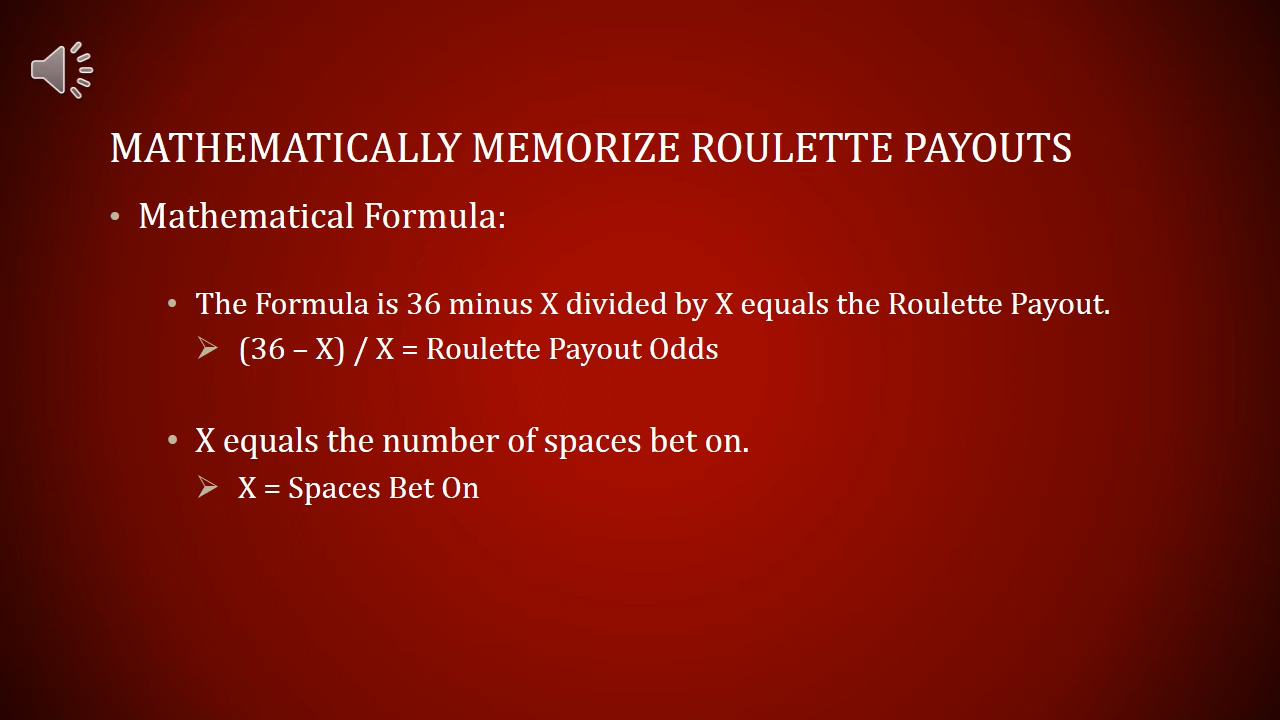 MATHEMATICALLY MEMORIZE ROULETTE PAYOUTS
• Mathematical Formula:
• The Formula is 36 minus X divided by X equals the Roulette Payout.
➢ (36 – X) / X = Roulette Payout Odds
• X equals the number of spaces bet on.
➢ X = Spaces Bet On